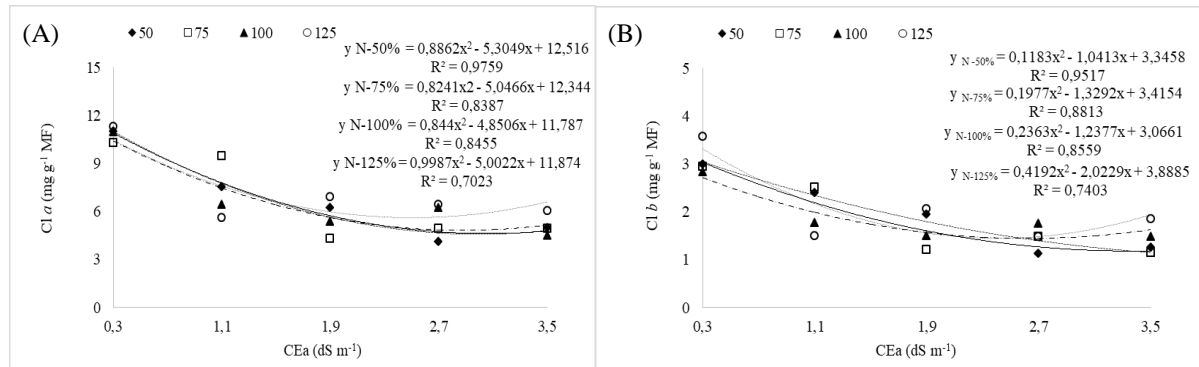 (A)
50 75 100 125
y N-50% = 0,8862x² - 5,3049x + 12,516
R² = 0,9759
y N-75% = 0,8241x2 - 5,0466x + 12,344
R² = 0,8387
y N-100% = 0,844x² - 4,8506x + 11,787
R² = 0,8455
y N-125% = 0,9987x² - 5,0022x + 11,874
R² = 0,7023
Cl a (mg g⁻¹ MF)
15
12
9
6
3
0
0,3 1,1 1,9 2,7 3,5
CEa (dS m⁻¹)
(B)
50 75 100 125
y N-50% = 0,1183x² - 1,0413x + 3,3458
R² = 0,9517
y N-75% = 0,1977x² - 1,3292x + 3,4154
R² = 0,8813
y N-100% = 0,2363x² - 1,2377x + 3,0661
R² = 0,8559
y N-125% = 0,4192x² - 2,0229x + 3,8885
R² = 0,7403
Cl b (mg g⁻¹ MF)
5
4
3
2
1
0
0,3 1,1 1,9 2,7 3,5
CEa (dS m⁻¹)